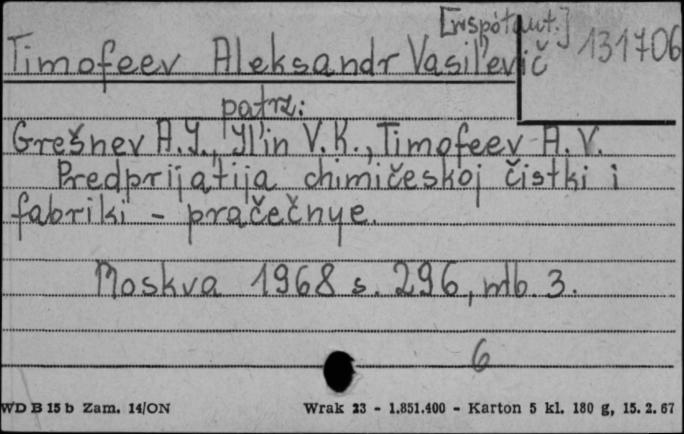 [współaut.]
Timofeev Aleksandr Vasil'evič 131706
patrz:
Grešnev A.J., Il'in V.K., Timofeev A.V.
Predprijatija chimičeskoj čistki i
fabriki - pračečnye.
Moskva 1968 s. 296, nlb. 3.
6
WD B 15 b Zam. 14/ON Wrak 23 - 1.851.400 - Karton 5 kl. 180 g, 15. 2. 67